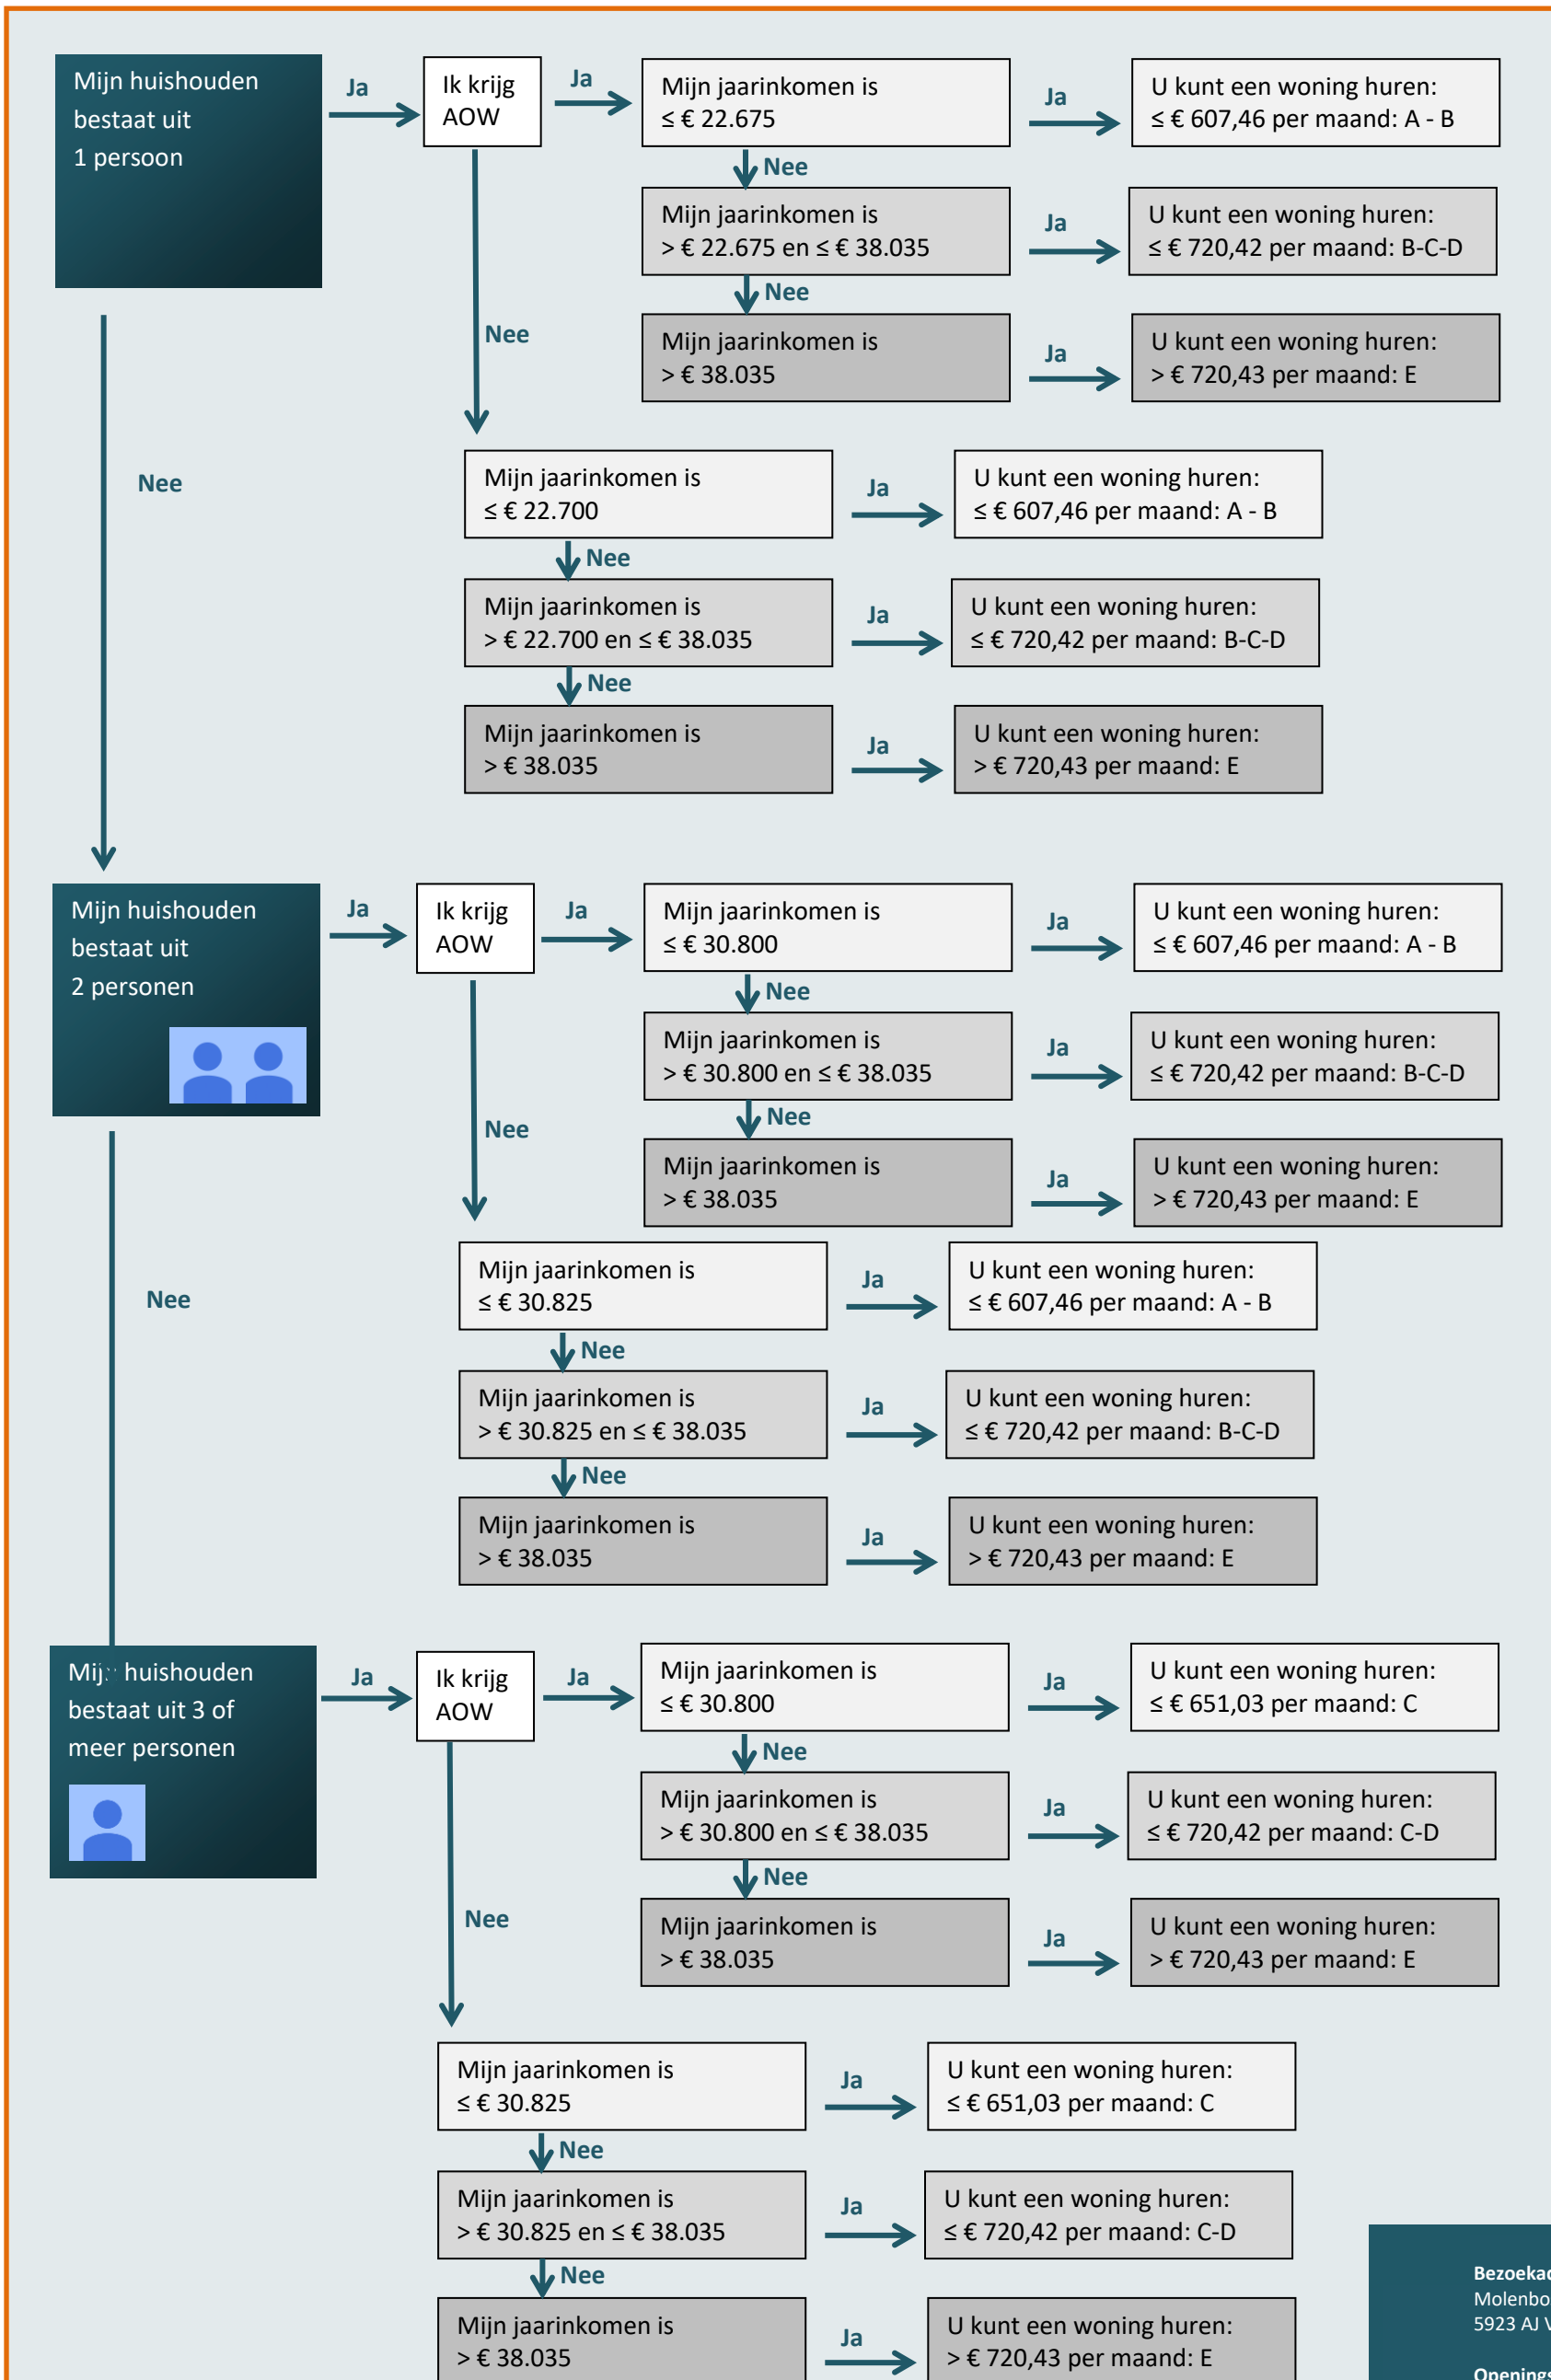 Mijn huishouden
bestaat uit
1 persoon
Ja
Ik krijg
AOW
Ja
Mijn jaarinkomen is
≤ € 22.675
Ja
U kunt een woning huren:
≤ € 607,46 per maand: A - B
Nee
Mijn jaarinkomen is
> € 22.675 en ≤ € 38.035
Ja
U kunt een woning huren:
≤ € 720,42 per maand: B-C-D
Nee
Mijn jaarinkomen is
> € 38.035
Ja
U kunt een woning huren:
> € 720,43 per maand: E
Nee
Mijn jaarinkomen is
≤ € 22.700
Ja
U kunt een woning huren:
≤ € 607,46 per maand: A - B
Nee
Mijn jaarinkomen is
> € 22.700 en ≤ € 38.035
Ja
U kunt een woning huren:
≤ € 720,42 per maand: B-C-D
Nee
Mijn jaarinkomen is
> € 38.035
Ja
U kunt een woning huren:
> € 720,43 per maand: E
Nee
Mijn huishouden
bestaat uit
2 personen
Ja
Ik krijg
AOW
Ja
Mijn jaarinkomen is
≤ € 30.800
Ja
U kunt een woning huren:
≤ € 607,46 per maand: A - B
Nee
Mijn jaarinkomen is
> € 30.800 en ≤ € 38.035
Ja
U kunt een woning huren:
≤ € 720,42 per maand: B-C-D
Nee
Mijn jaarinkomen is
> € 38.035
Ja
U kunt een woning huren:
> € 720,43 per maand: E
Nee
Mijn jaarinkomen is
≤ € 30.825
Ja
U kunt een woning huren:
≤ € 607,46 per maand: A - B
Nee
Mijn jaarinkomen is
> € 30.825 en ≤ € 38.035
Ja
U kunt een woning huren:
≤ € 720,42 per maand: B-C-D
Nee
Mijn jaarinkomen is
> € 38.035
Ja
U kunt een woning huren:
> € 720,43 per maand: E
Nee
Mijn huishouden
bestaat uit 3 of
meer personen
Ja
Ik krijg
AOW
Ja
Mijn jaarinkomen is
≤ € 30.800
Ja
U kunt een woning huren:
≤ € 651,03 per maand: C
Nee
Mijn jaarinkomen is
> € 30.800 en ≤ € 38.035
Ja
U kunt een woning huren:
≤ € 720,42 per maand: C-D
Nee
Mijn jaarinkomen is
> € 38.035
Ja
U kunt een woning huren:
> € 720,43 per maand: E
Nee
Mijn jaarinkomen is
≤ € 30.825
Ja
U kunt een woning huren:
≤ € 651,03 per maand: C
Nee
Mijn jaarinkomen is
> € 30.825 en ≤ € 38.035
Ja
U kunt een woning huren:
≤ € 720,42 per maand: C-D
Nee
Mijn jaarinkomen is
> € 38.035
Ja
U kunt een woning huren:
> € 720,43 per maand: E
5923 AJ